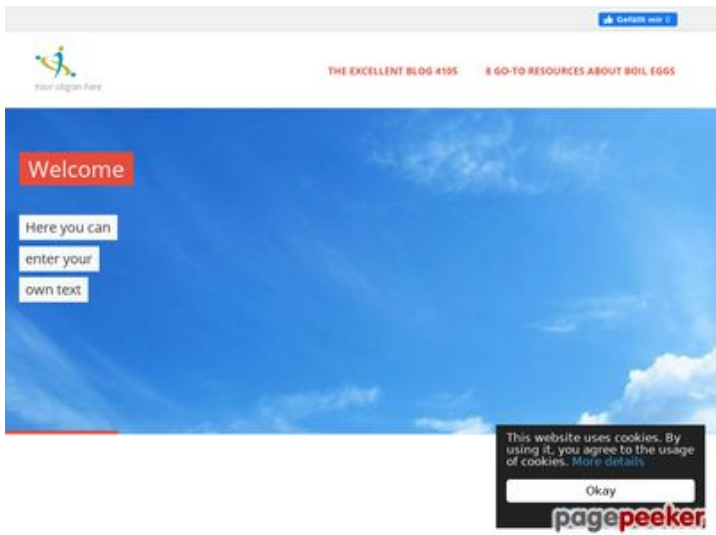 Gefällt mir 0
Your slogan here
THE EXCELLENT BLOG 4105 8 GO-TO RESOURCES ABOUT BOIL EGGS
Welcome
Here you can
enter your
own text
This website uses cookies. By
using it, you agree to the usage
of cookies. More details
Okay
pagepeeker